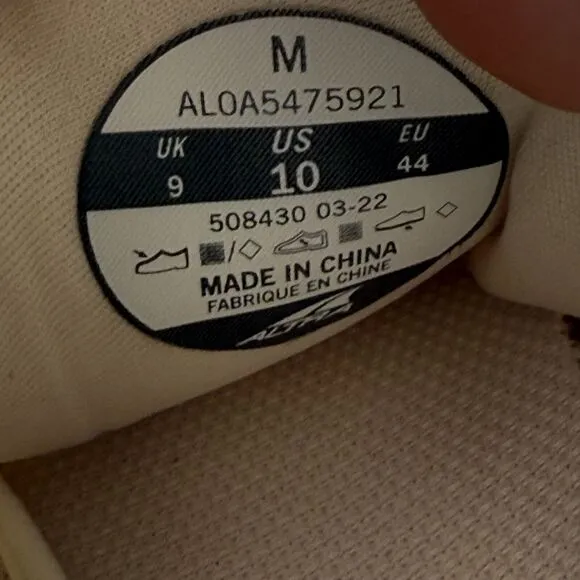 M
AL0A5475921
UK US EU
9 10 44
508430 03-22
MADE IN CHINA
FABRIQUE EN CHINE
ALTRA